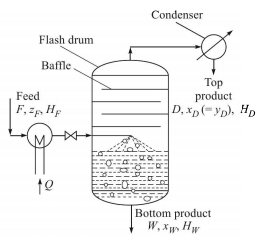 Condenser
Flash drum
Baffle
Feed
F, z_F, H_F
M
Q
Top
product
D, x_D (= y_D), H_D
Bottom product
W, x_W, H_W